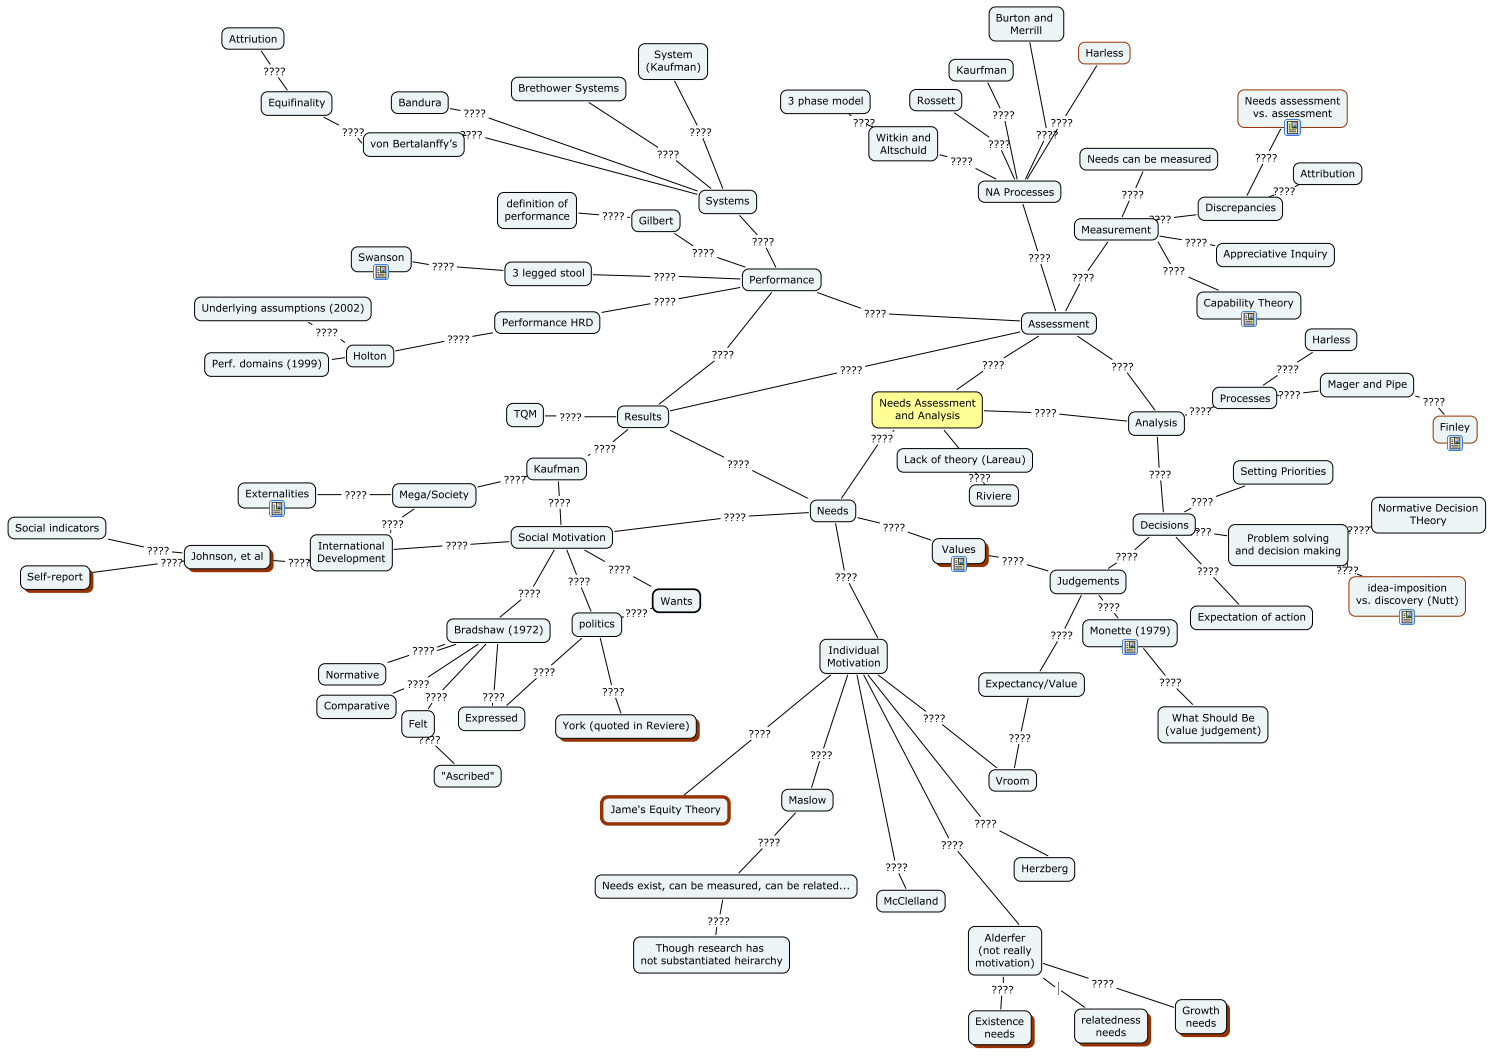 Attriution
????
Equifinality
????
Bandura
????
von Bertalanffy's
????
Brethower Systems
????
System
(Kaufman)
????
Systems
????
definition of
performance
????
Gilbert
????
Swanson
????
3 legged stool
????
Performance
Underlying assumptions (2002)
????
Perf. domains (1999)
Holton
????
Performance HRD
????
????
????
Burton and
Merrill
????
Harless
????
Kaurfman
????
Rossett
????
3 phase model
????
Witkin and
Altschuld
????
NA Processes
????
Needs assessment
vs. assessment
????
Needs can be measured
????
Attribution
????
Discrepancies
????
Measurement
????
Appreciative Inquiry
????
Capability Theory
????
Assessment
????
????
????
Harless
????
Processes
????
Mager and Pipe
????
Finley
????
Analysis
????
Needs Assessment
and Analysis
????
Lack of theory (Lareau)
????
Riviere
TQM
????
Results
????
????
Kaufman
????
Externalities
????
Mega/Society
????
????
Social indicators
????
Self-report
????
Johnson, et al
????
International
Development
????
Social Motivation
????
Needs
????
Values
????
????
Setting Priorities
????
Decisions
????
Problem solving
and decision making
????
Normative Decision
THeory
????
idea-imposition
vs. discovery (Nutt)
????
Expectation of action
????
Judgements
????
Monette (1979)
????
What Should Be
(value judgement)
????
Expectancy/Value
????
Vroom
????
????
Wants
????
politics
????
????
Bradshaw (1972)
????
Normative
????
Comparative
????
Felt
????
"Ascribed"
????
Expressed
????
????
York (quoted in Reviere)
????
Individual
Motivation
????
Jame's Equity Theory
????
Maslow
????
Needs exist, can be measured, can be related...
????
Though research has
not substantiated heirarchy
????
McClelland
????
Herzberg
????
Alderfer
(not really
motivation)
????
Existence
needs
relatedness
needs
????
Growth
needs